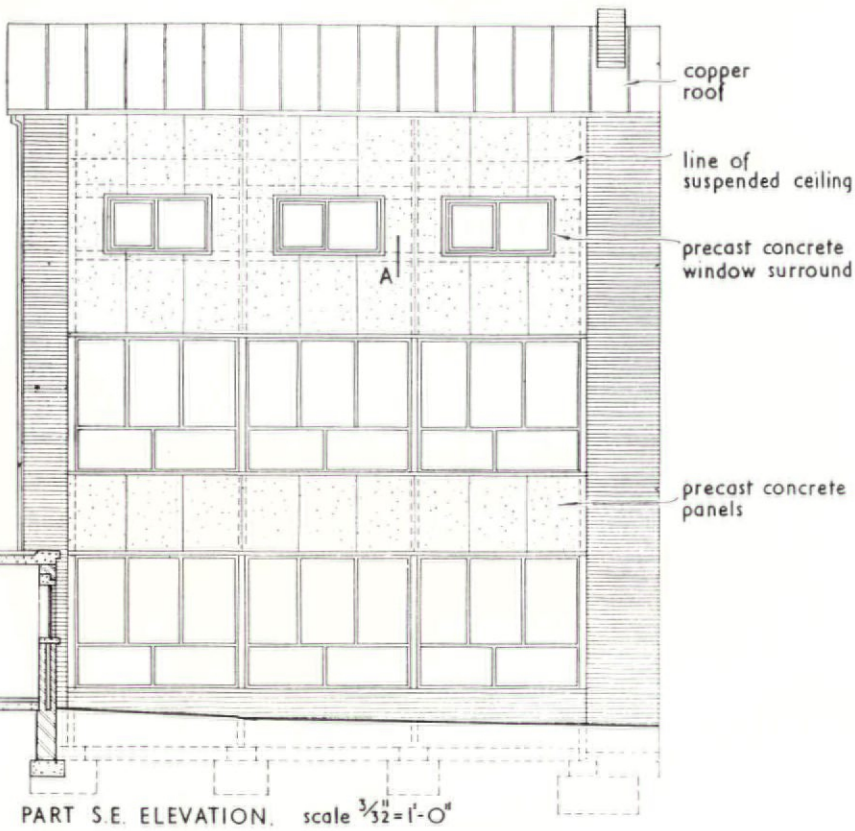 copper
roof
line of
suspended ceiling
precast concrete
window surround
A
precast concrete
panels
PART S.E. ELEVATION. scale 3/32"=1'-0"